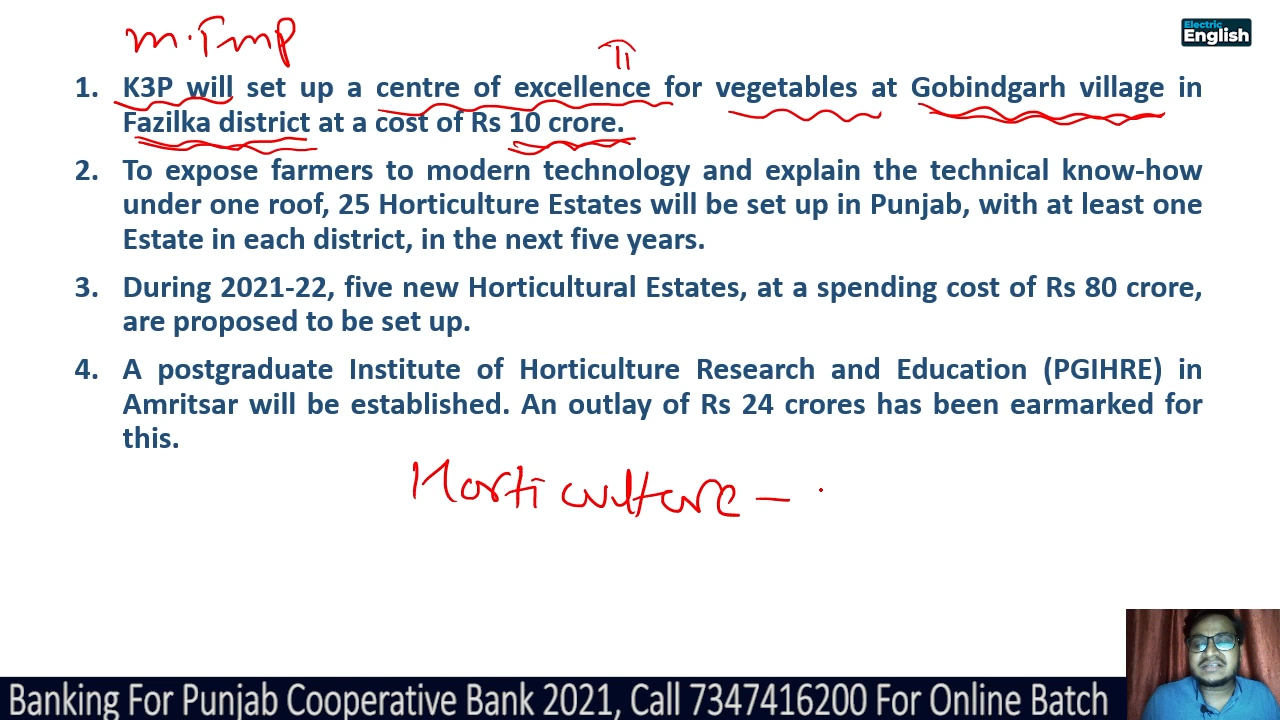 m. Imp
Electric
English
1. K3P will set up a centre of excellence for vegetables at Gobindgarh village in
Fazilka district at a cost of Rs 10 crore.
2. To expose farmers to modern technology and explain the technical know-how
under one roof, 25 Horticulture Estates will be set up in Punjab, with at least one
Estate in each district, in the next five years.
3. During 2021-22, five new Horticultural Estates, at a spending cost of Rs 80 crore,
are proposed to be set up.
4. A postgraduate Institute of Horticulture Research and Education (PGIHRE) in
Amritsar will be established. An outlay of Rs 24 crores has been earmarked for
this.
Horticulture –
Banking For Punjab Cooperative Bank 2021, Call 7347416200 For Online Batch